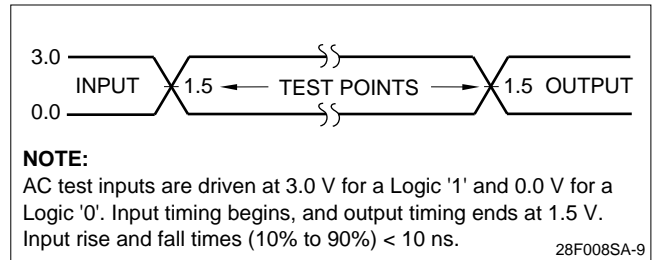 3.0
INPUT 1.5 TEST POINTS 1.5 OUTPUT
0.0
NOTE:
AC test inputs are driven at 3.0 V for a Logic '1' and 0.0 V for a
Logic '0'. Input timing begins, and output timing ends at 1.5 V.
Input rise and fall times (10% to 90%) < 10 ns.
28F008SA-9